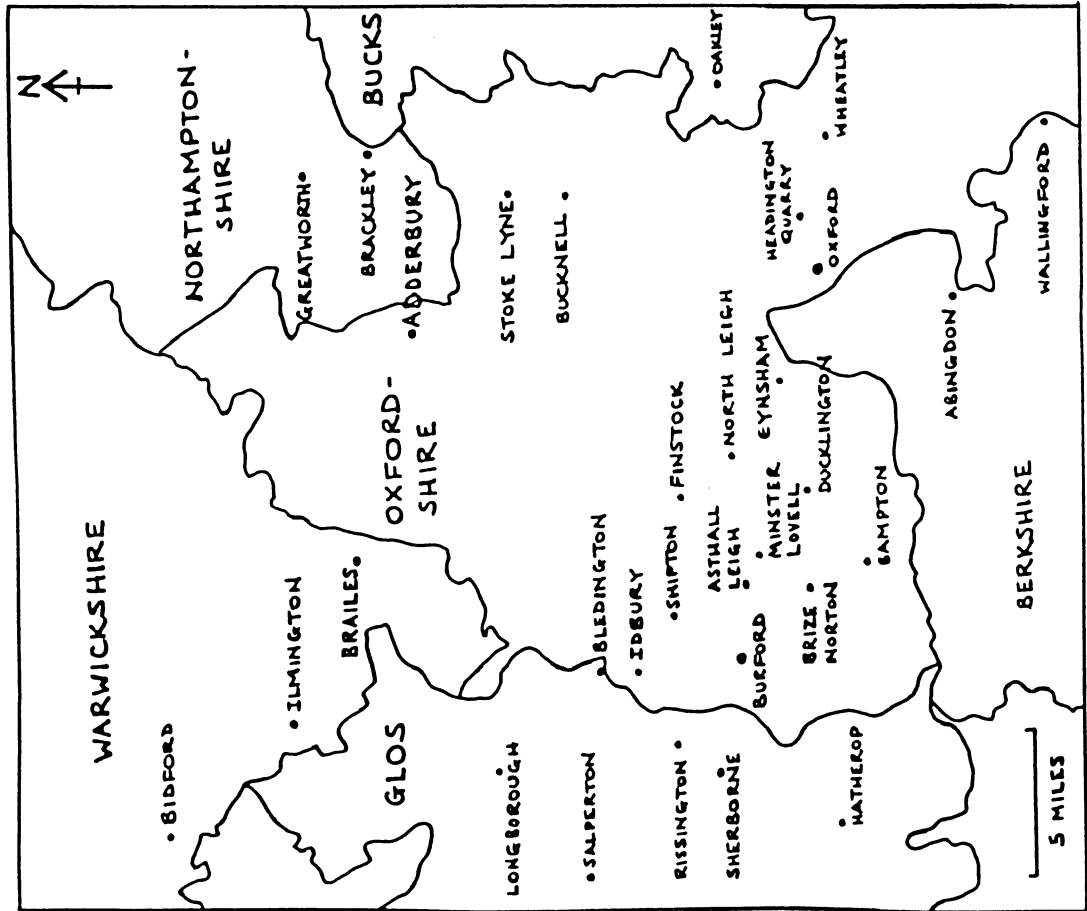 N
WARWICKSHIRE
BIDFORD
NORTHAMPTON-
SHIRE
ILMINGTON
GREATWORTH
BRAILES
BRACKLEY
BUCKS
GLOS
OXFORD-
SHIRE
ADDERBURY
LONGBOROUGH
STOKE LYNE
BUCKNELL
SALPERTON
BLEDINGTON
IDBURY
RISSINGTON
SHIPTON
FINSTOCK
OAKLEY
SHERBORNE
ASTHALL
LEIGH
NORTH LEIGH
BURFORD
MINSTER
LOVELL
EYNSHAM
HEADINGTON
QUARRY
BRIZE
NORTON
DUCKLINGTON
OXFORD
WHEATLEY
HATHEROP
BAMPTON
ABINGDON
BERKSHIRE
WALLINGFORD
5 MILES